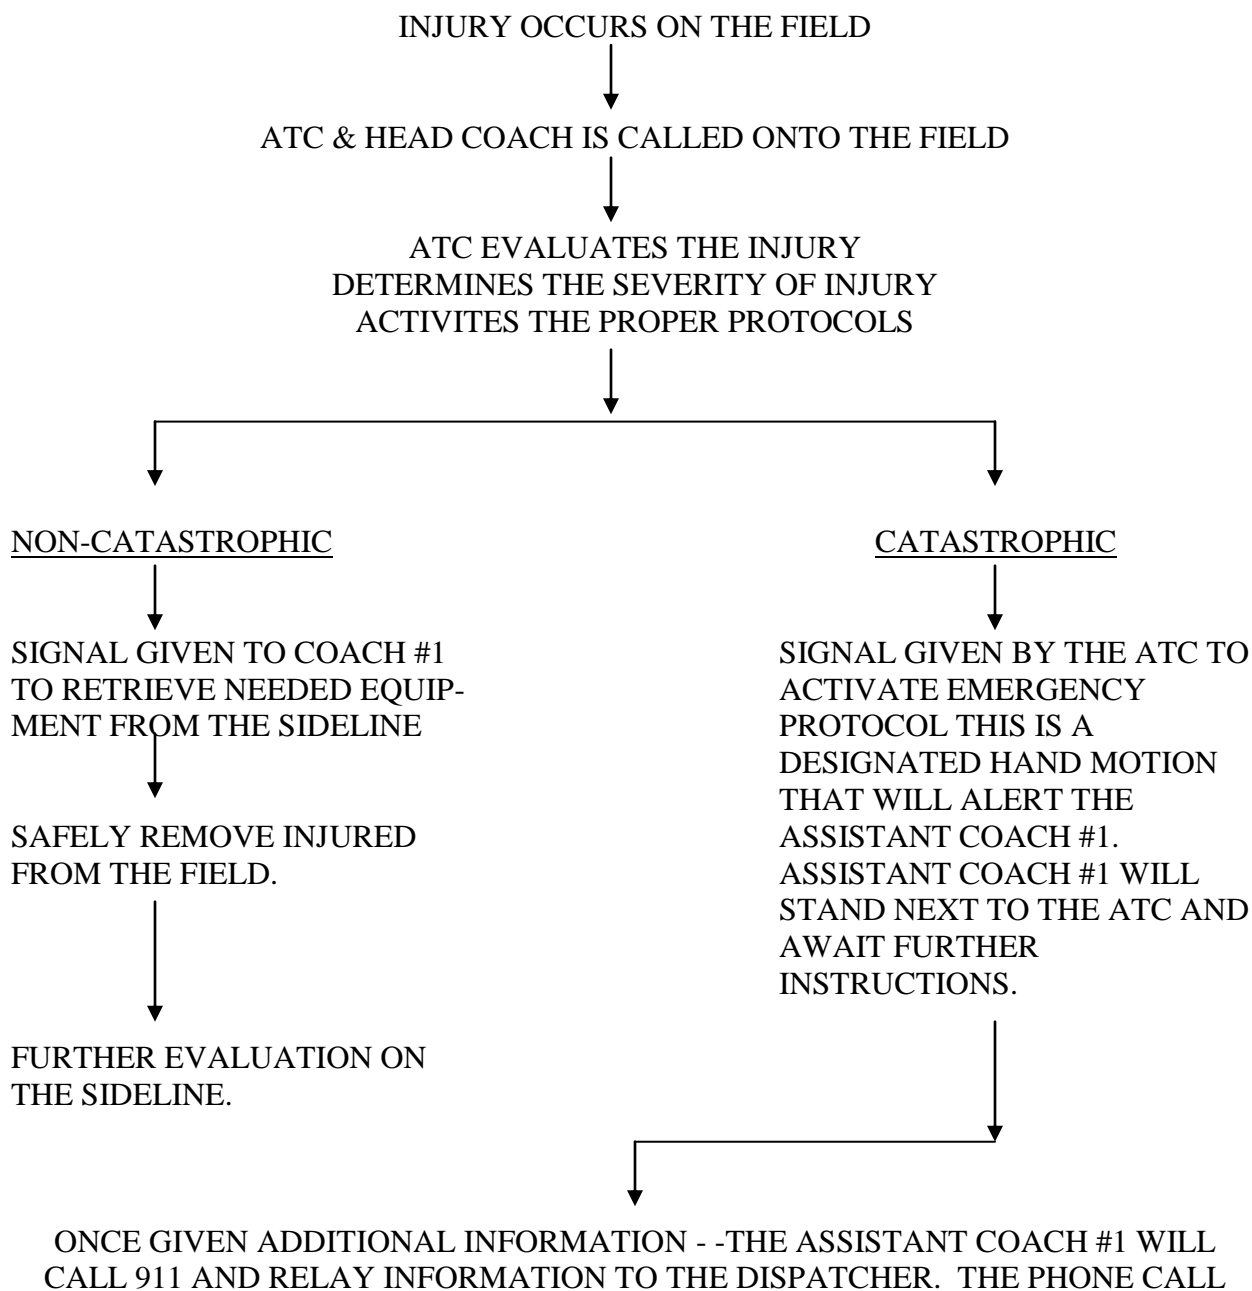 INJURY OCCURS ON THE FIELD
ATC & HEAD COACH IS CALLED ONTO THE FIELD
ATC EVALUATES THE INJURY
DETERMINES THE SEVERITY OF INJURY
ACTIVITES THE PROPER PROTOCOLS
NON-CATASTROPHIC
SIGNAL GIVEN TO COACH #1
TO RETRIEVE NEEDED EQUIP-
MENT FROM THE SIDELINE
SAFELY REMOVE INJURED
FROM THE FIELD.
FURTHER EVALUATION ON
THE SIDELINE.
CATASTROPHIC
SIGNAL GIVEN BY THE ATC TO
ACTIVATE EMERGENCY
PROTOCOL THIS IS A
DESIGNATED HAND MOTION
THAT WILL ALERT THE
ASSISTANT COACH #1.
ASSISTANT COACH #1 WILL
STAND NEXT TO THE ATC AND
AWAIT FURTHER
INSTRUCTIONS.
ONCE GIVEN ADDITIONAL INFORMATION - -THE ASSISTANT COACH #1 WILL
CALL 911 AND RELAY INFORMATION TO THE DISPATCHER.  THE PHONE CALL